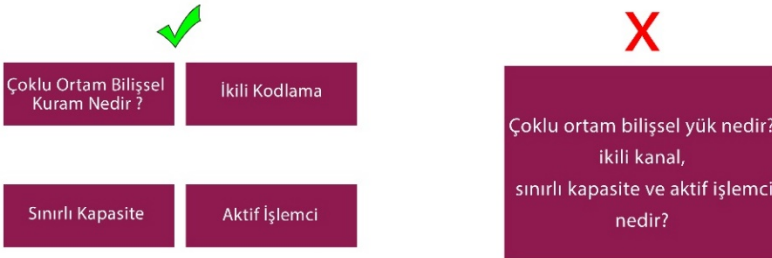 Çoklu Ortam Bilişsel
Kuram Nedir ?
İkili Kodlama
Sınırlı Kapasite
Aktif İşlemci
X
Çoklu ortam bilişsel yük nedir?
ikili kanal,
sınırlı kapasite ve aktif işlemci
nedir?